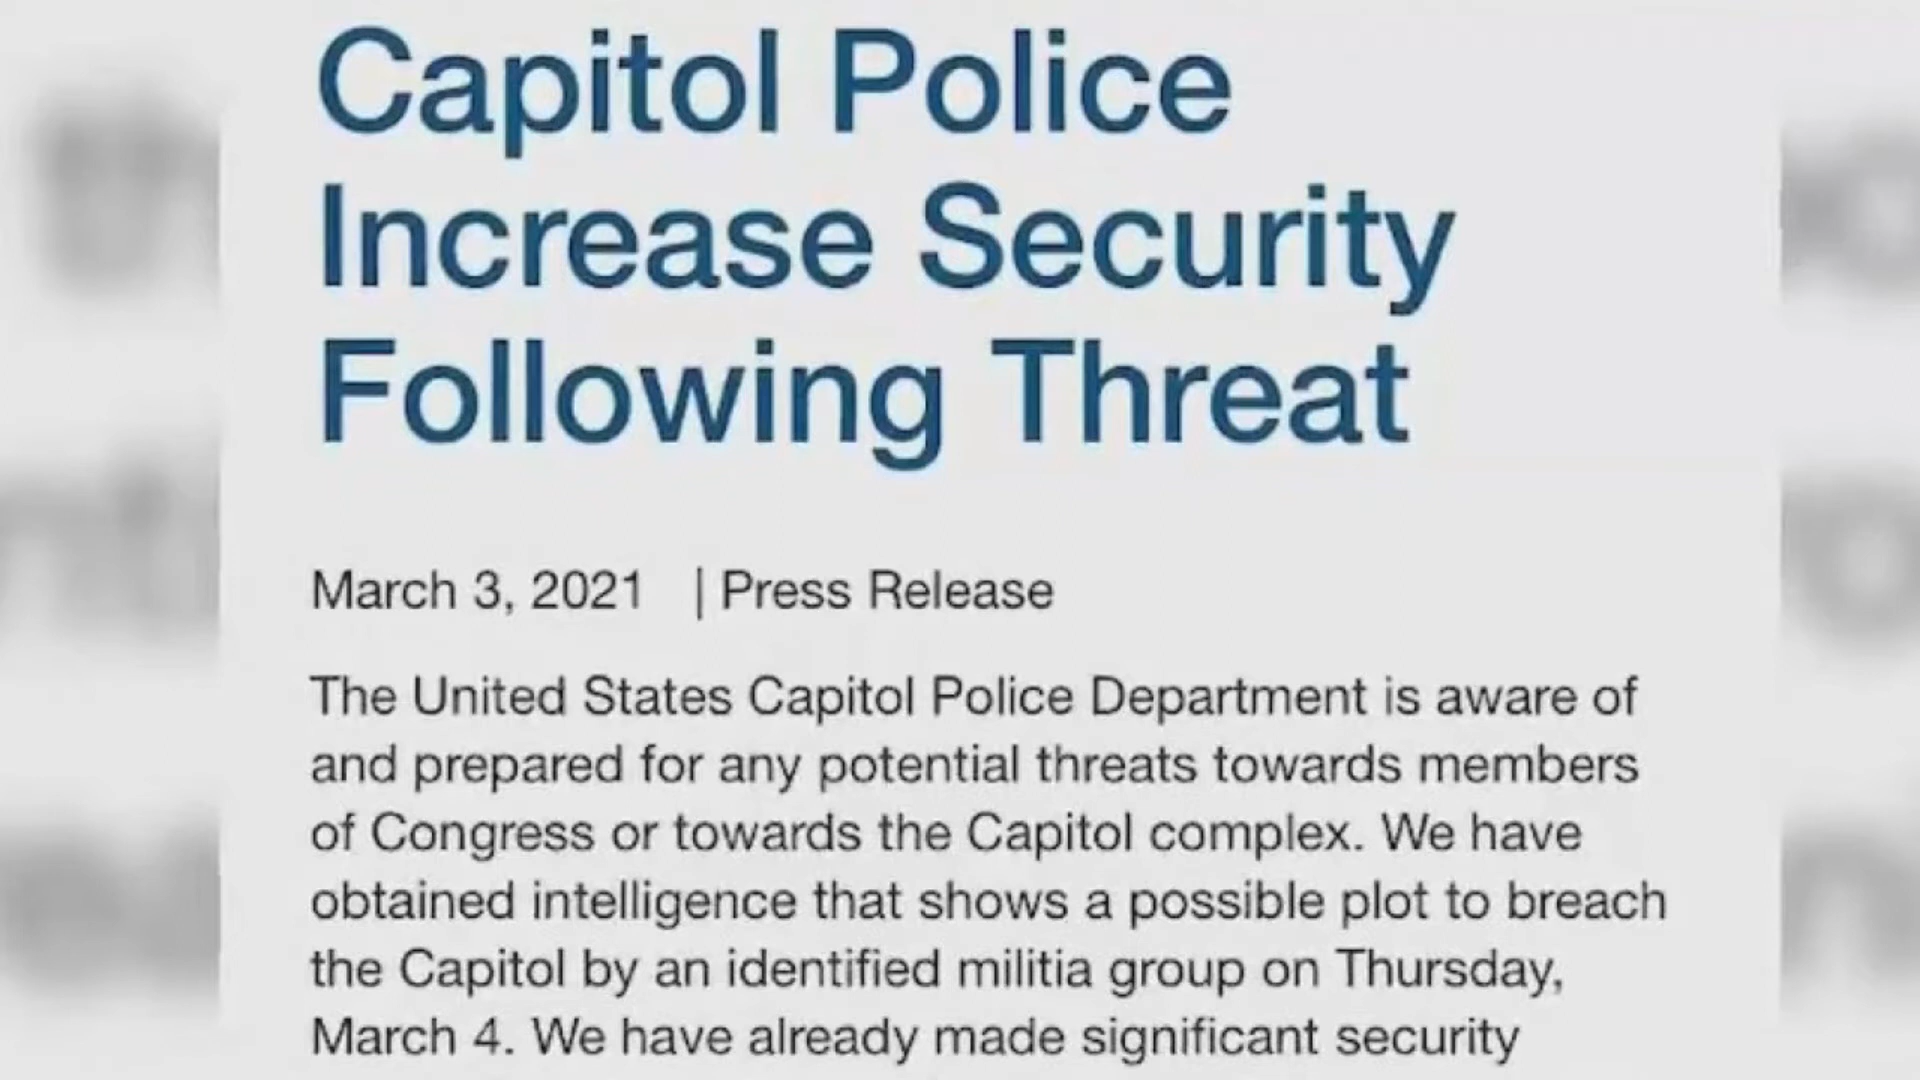 Capitol Police
Increase Security
Following Threat
March 3, 2021 | Press Release
The United States Capitol Police Department is aware of
and prepared for any potential threats towards members
of Congress or towards the Capitol complex. We have
obtained intelligence that shows a possible plot to breach
the Capitol by an identified militia group on Thursday,
March 4. We have already made significant security